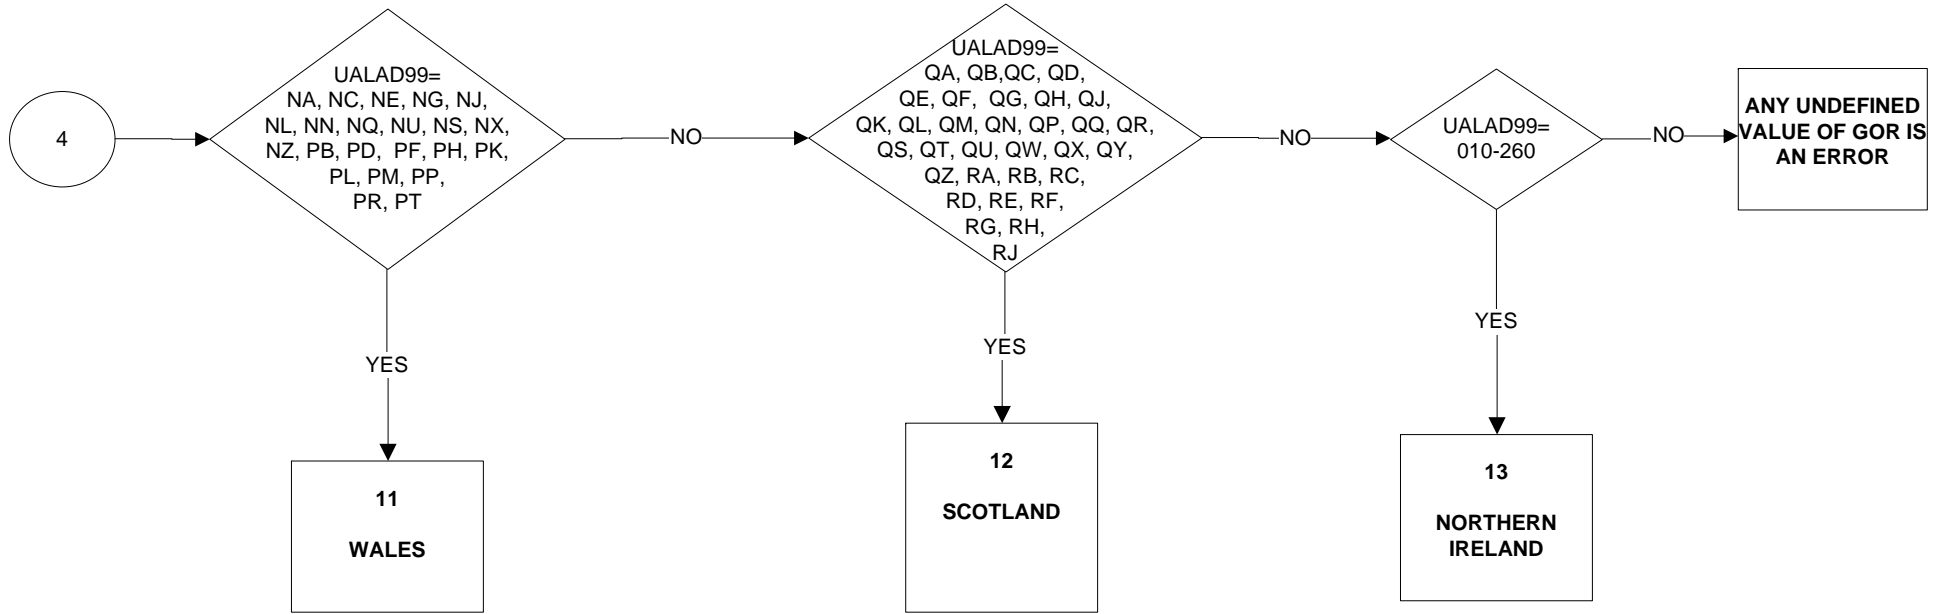 4
UALAD99=
NA, NC, NE, NG, NJ,
NL, NN, NQ, NU, NS, NX,
NZ, PB, PD, PF, PH, PK,
PL, PM, PP,
PR, PT
NO
UALAD99=
QA, QB,QC, QD,
QE, QF, QG, QH, QJ,
QK, QL, QM, QN, QP, QQ, QR,
QS, QT, QU, QW, QX, QY,
QZ, RA, RB, RC,
RD, RE, RF,
RG, RH,
RJ
NO
UALAD99=
010-260
NO
ANY UNDEFINED
VALUE OF GOR IS
AN ERROR
YES
YES
YES
11
WALES
12
SCOTLAND
13
NORTHERN
IRELAND